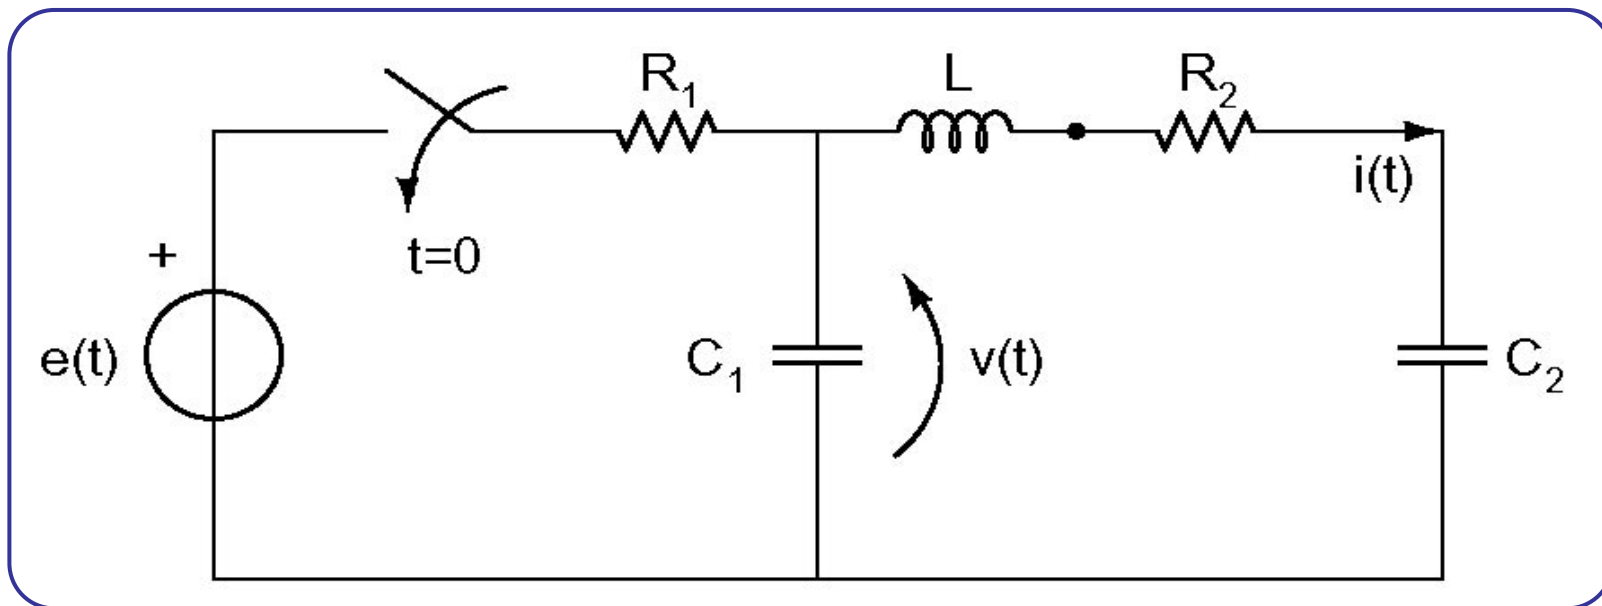 R₁
L
R₂
i(t)
+
t=0
e(t)
C₁
v(t)
C₂